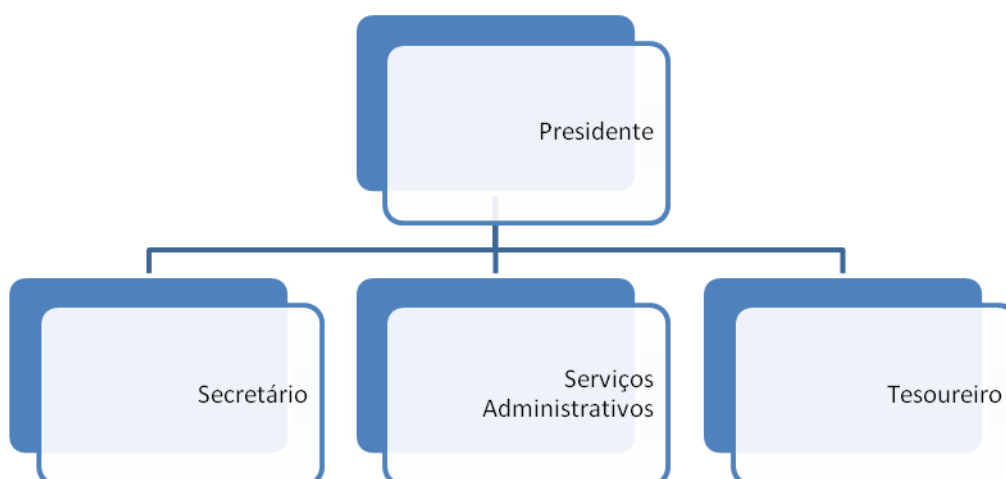 Presidente
Secretário
Serviços
Administrativos
Tesoureiro